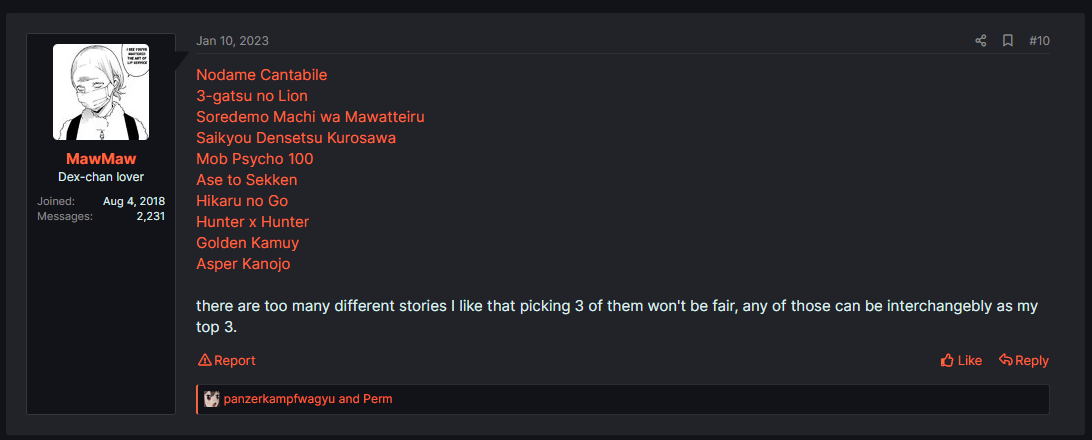 I SEE YOU'VE
MASTERED
THE ART OF
LIP SERVICE
MawMaw
Dex-chan lover
Joined: Aug 4, 2018
Messages: 2,231
Jan 10, 2023
#10
Nodame Cantabile
3-gatsu no Lion
Soredemo Machi wa Mawatteiru
Saikyou Densetsu Kurosawa
Mob Psycho 100
Ase to Sekken
Hikaru no Go
Hunter x Hunter
Golden Kamuy
Asper Kanojo
there are too many different stories I like that picking 3 of them won't be fair, any of those can be interchangebly as my
top 3.
Report
Like Reply
panzerkampfwagyu and Perm